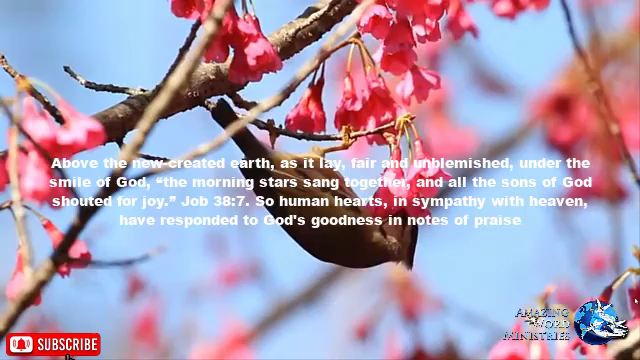 Above the new-created earth, as it lay, fair and unblemished, under the
smile of God, “the morning stars sang together, and all the sons of God
shouted for joy.” Job 38:7. So human hearts, in sympathy with heaven,
have responded to God's goodness in notes of praise
AMAZING
WORD
MINISTRIES
SUBSCRIBE